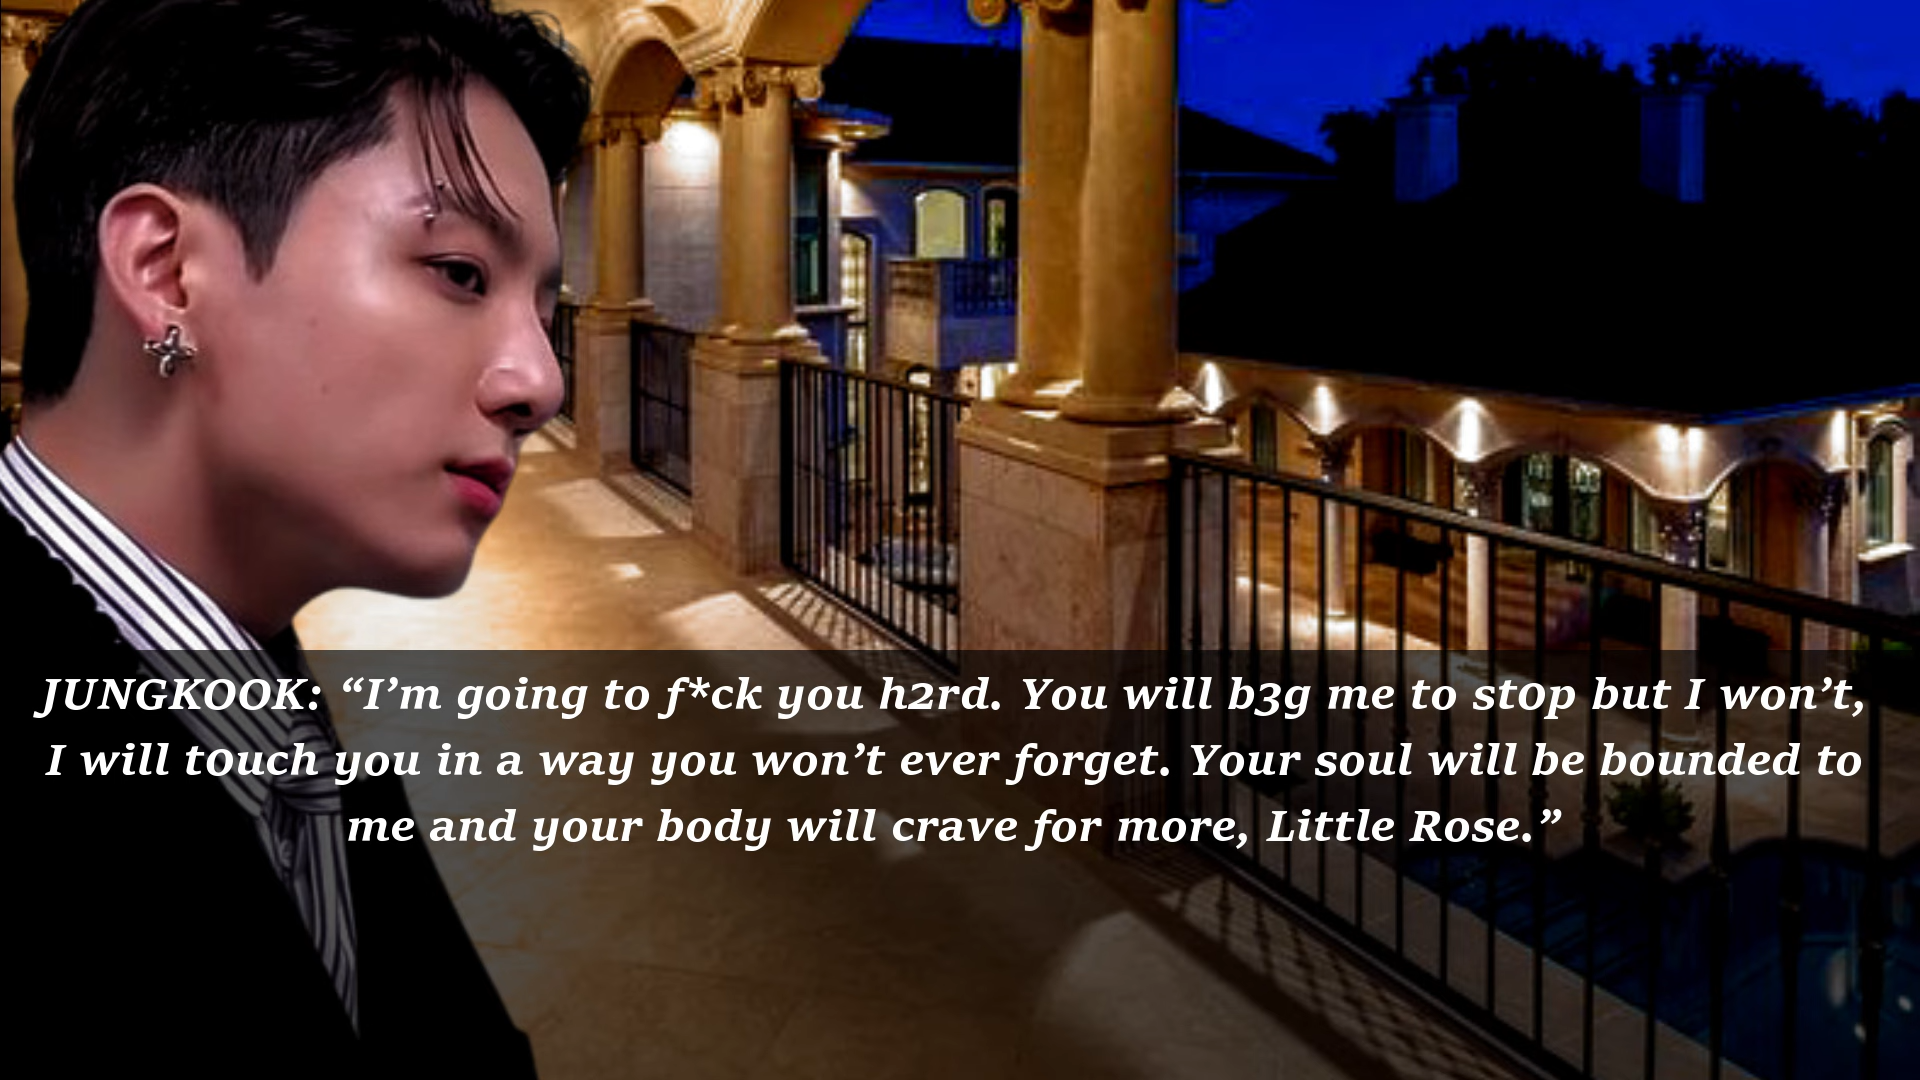 JUNGKOOK: “I’m going to f*ck you h2rd. You will b3g me to st0p but I won’t,
I will t0uch you in a way you won’t ever forget. Your soul will be bounded to
me and your body will crave for more, Little Rose.”